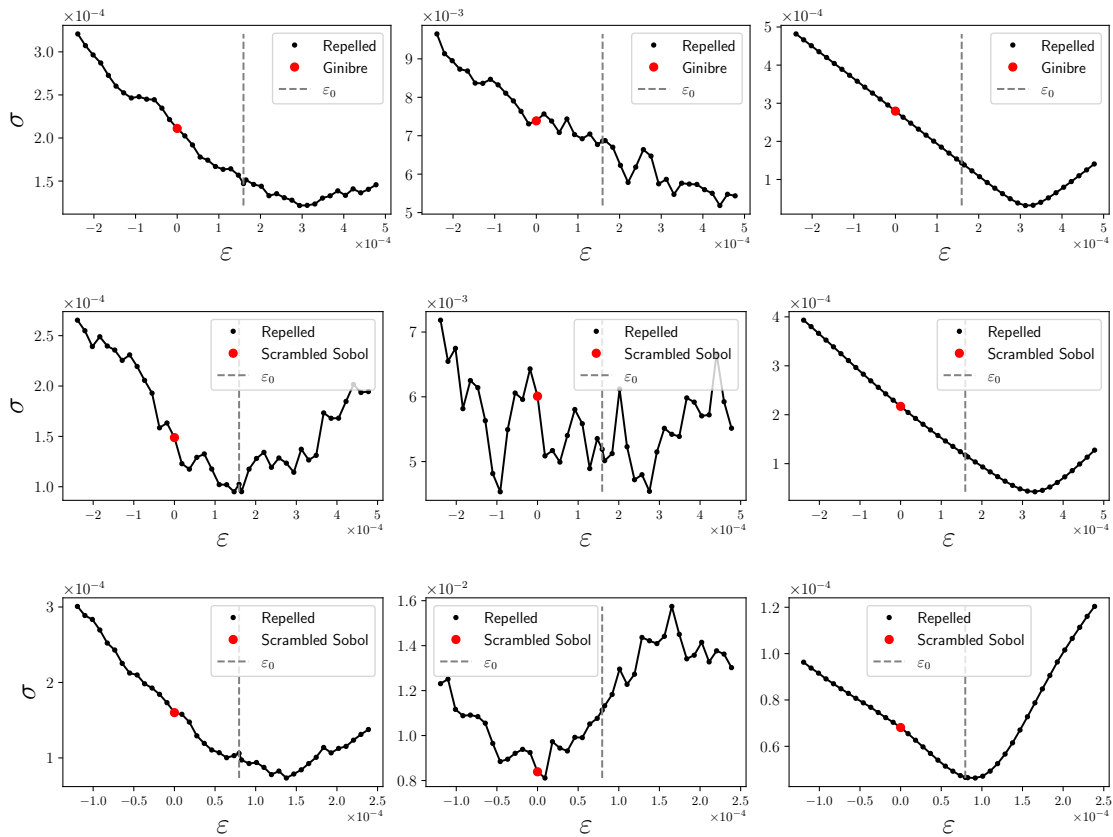 ×10⁻⁴
σ
3.0
2.5
2.0
1.5
−2 −1 0 1 2 3 4 5
×10⁻⁴
ε
Repelled
Ginibre
ε₀
×10⁻³
9
8
7
6
5
−2 −1 0 1 2 3 4 5
×10⁻⁴
ε
Repelled
Ginibre
ε₀
×10⁻⁴
5
4
3
2
1
−2 −1 0 1 2 3 4 5
×10⁻⁴
ε
Repelled
Ginibre
ε₀
×10⁻⁴
σ
2.5
2.0
1.5
1.0
−2 −1 0 1 2 3 4 5
×10⁻⁴
ε
Repelled
Scrambled Sobol
ε₀
×10⁻³
7
6
5
−2 −1 0 1 2 3 4 5
×10⁻⁴
ε
Repelled
Scrambled Sobol
ε₀
×10⁻⁴
4
3
2
1
−2 −1 0 1 2 3 4 5
×10⁻⁴
ε
Repelled
Scrambled Sobol
ε₀
×10⁻⁴
σ
3
2
1
−1.0 −0.5 0.0 0.5 1.0 1.5 2.0 2.5
×10⁻⁴
ε
Repelled
Scrambled Sobol
ε₀
×10⁻²
1.6
1.4
1.2
1.0
0.8
−1.0 −0.5 0.0 0.5 1.0 1.5 2.0 2.5
×10⁻⁴
ε
Repelled
Scrambled Sobol
ε₀
×10⁻⁴
1.2
1.0
0.8
0.6
−1.0 −0.5 0.0 0.5 1.0 1.5 2.0 2.5
×10⁻⁴
ε
Repelled
Scrambled Sobol
ε₀